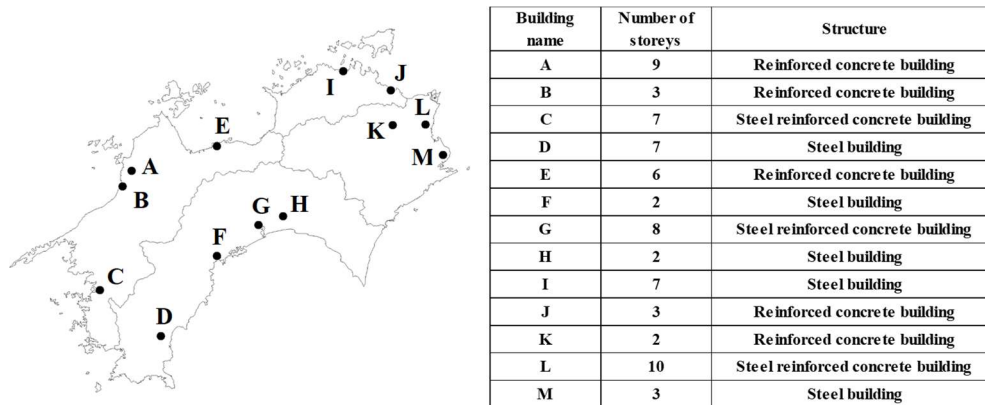 I
J
L
K
E
M
A
B
G
H
F
C
D
Building name
Number of storeys
Structure
A 9 Reinforced concrete building
B 3 Reinforced concrete building
C 7 Steel reinforced concrete building
D 7 Steel building
E 6 Reinforced concrete building
F 2 Steel building
G 8 Steel reinforced concrete building
H 2 Steel building
I 7 Steel building
J 3 Reinforced concrete building
K 2 Reinforced concrete building
L 10 Steel reinforced concrete building
M 3 Steel building